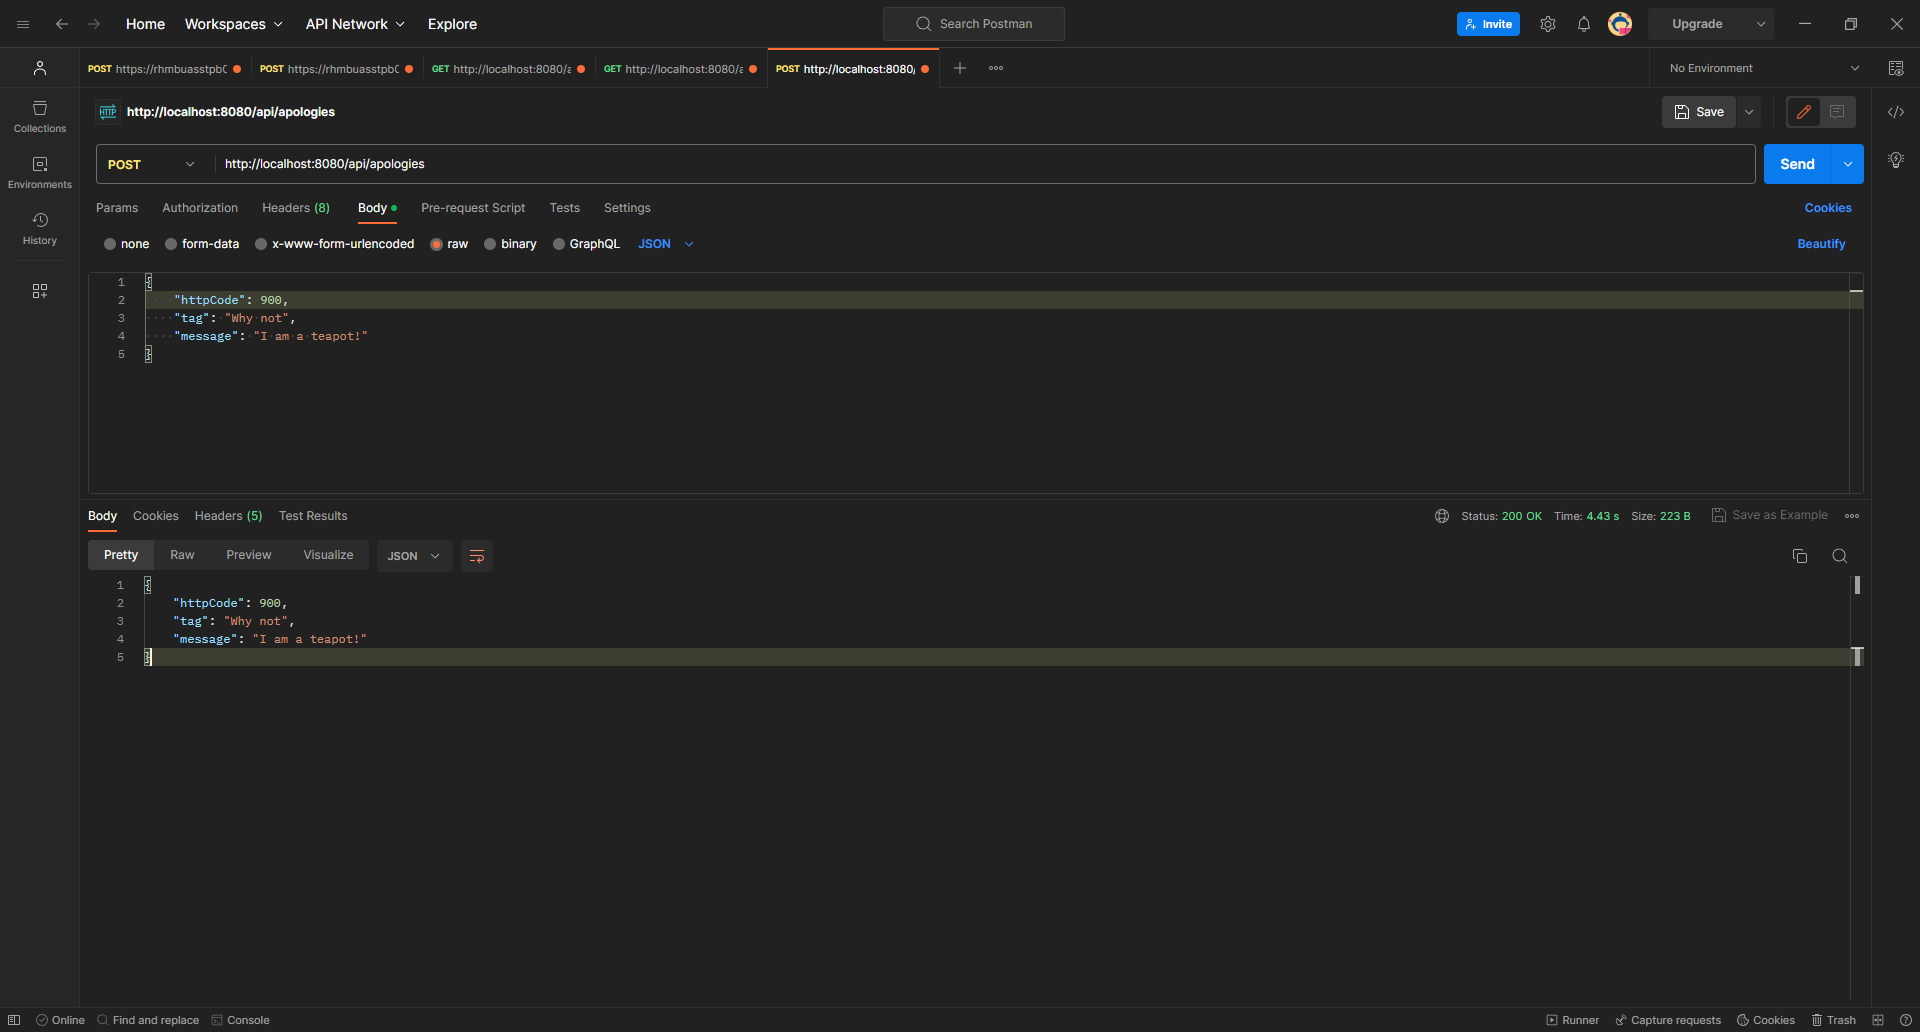 Home Workspaces API Network Explore Search Postman Invite Upgrade
POST https://rhmbuasstpb0 POST https://rhmbuasstpb0 GET http://localhost:8080/a GET http://localhost:8080/a POST http://localhost:8080/ No Environment
Collections
Environments
History
HTTP http://localhost:8080/api/apologies Save
POST http://localhost:8080/api/apologies Send
Params Authorization Headers (8) Body Pre-request Script Tests Settings Cookies
none form-data x-www-form-urlencoded raw binary GraphQL JSON Beautify
1 {
2 "httpCode": 900,
3 "tag": "Why not",
4 "message": "I am a teapot!"
5 }
Body Cookies Headers (5) Test Results Status: 200 OK Time: 4.43 s Size: 223 B Save as Example
Pretty Raw Preview Visualize JSON
1 {
2 "httpCode": 900,
3 "tag": "Why not",
4 "message": "I am a teapot!"
5 }
Online Find and replace Console Runner Capture requests Cookies Trash